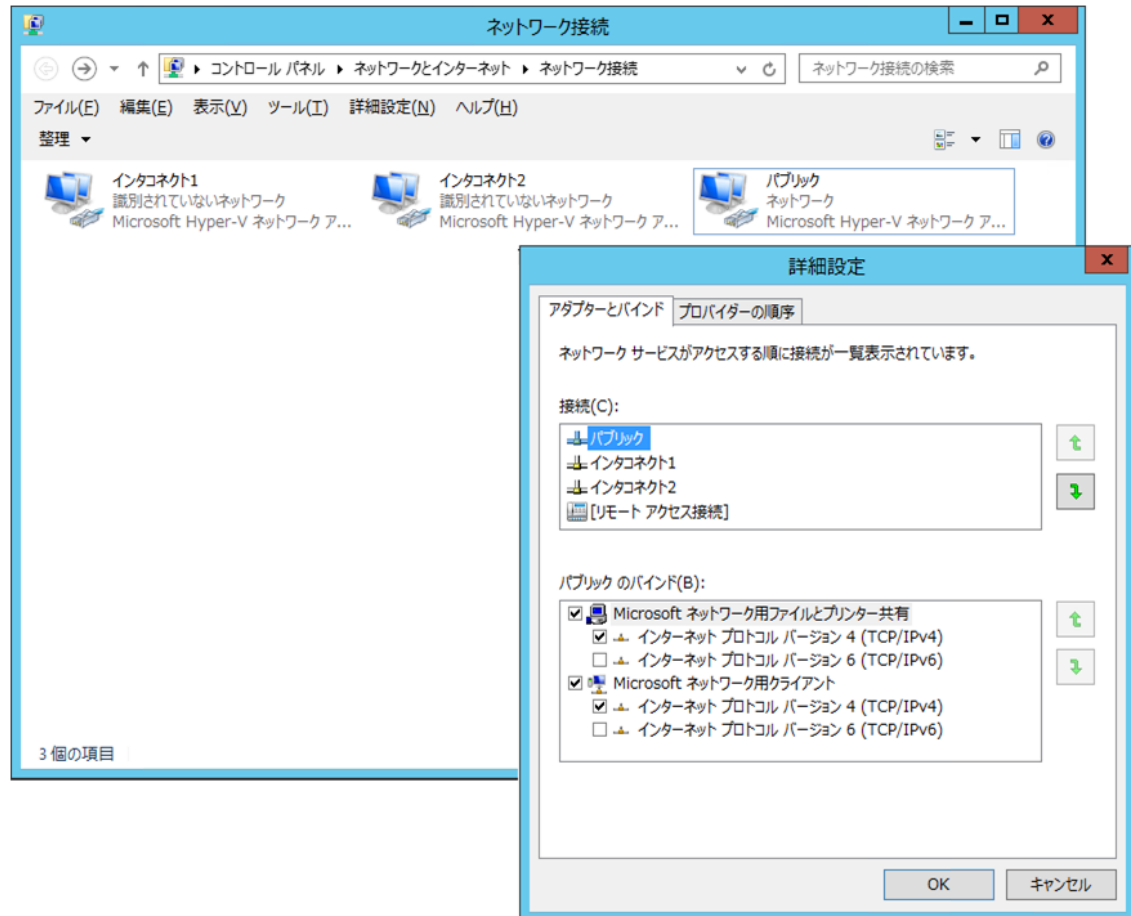 ネットワーク接続
コントロール パネル ネットワークとインターネット ネットワーク接続
ネットワーク接続の検索
ファイル(F) 編集(E) 表示(V) ツール(T) 詳細設定(N) ヘルプ(H)
整理
インタコネクト1
識別されていないネットワーク
Microsoft Hyper-V ネットワーク ア...
インタコネクト2
識別されていないネットワーク
Microsoft Hyper-V ネットワーク ア...
パブリック
ネットワーク
Microsoft Hyper-V ネットワーク ア...
3 個の項目
詳細設定
アダプターとバインド プロバイダーの順序
ネットワーク サービスがアクセスする順に接続が一覧表示されています。
接続(C):
パブリック
インタコネクト1
インタコネクト2
[リモート アクセス接続]
パブリック のバインド(B):
Microsoft ネットワーク用ファイルとプリンター共有
インターネット プロトコル バージョン 4 (TCP/IPv4)
インターネット プロトコル バージョン 6 (TCP/IPv6)
Microsoft ネットワーク用クライアント
インターネット プロトコル バージョン 4 (TCP/IPv4)
インターネット プロトコル バージョン 6 (TCP/IPv6)
OK キャンセル